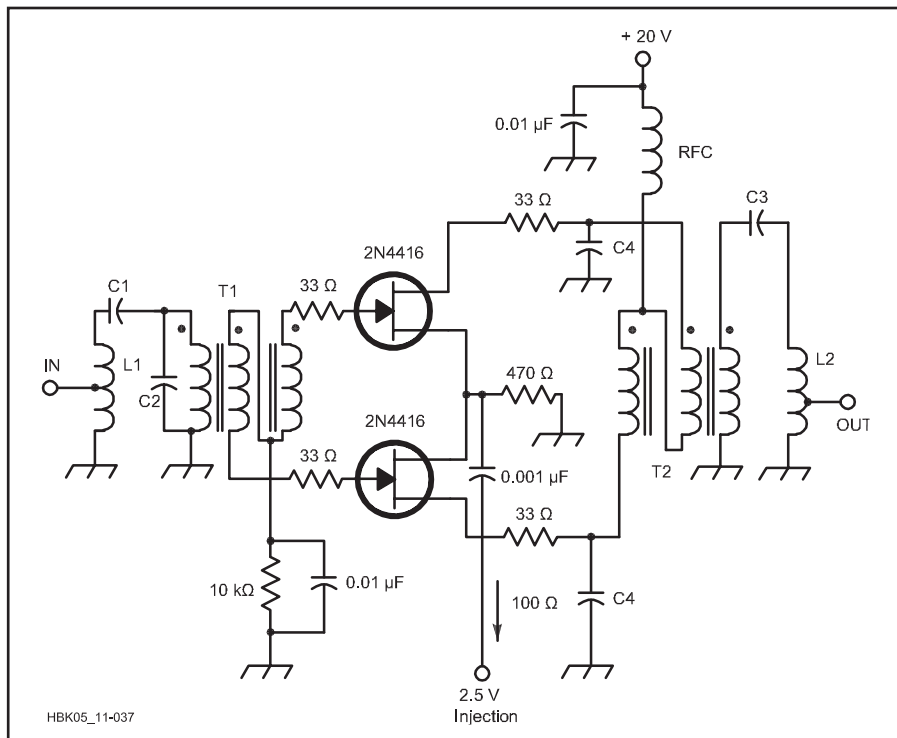 + 20 V
0.01 µF
RFC
33 Ω
C3
2N4416
C4
C1
T1
33 Ω
IN
L1
C2
470 Ω
L2
2N4416
OUT
33 Ω
0.001 µF
T2
33 Ω
10 kΩ
0.01 µF
100 Ω
C4
2.5 V
Injection
HBK05_11-037